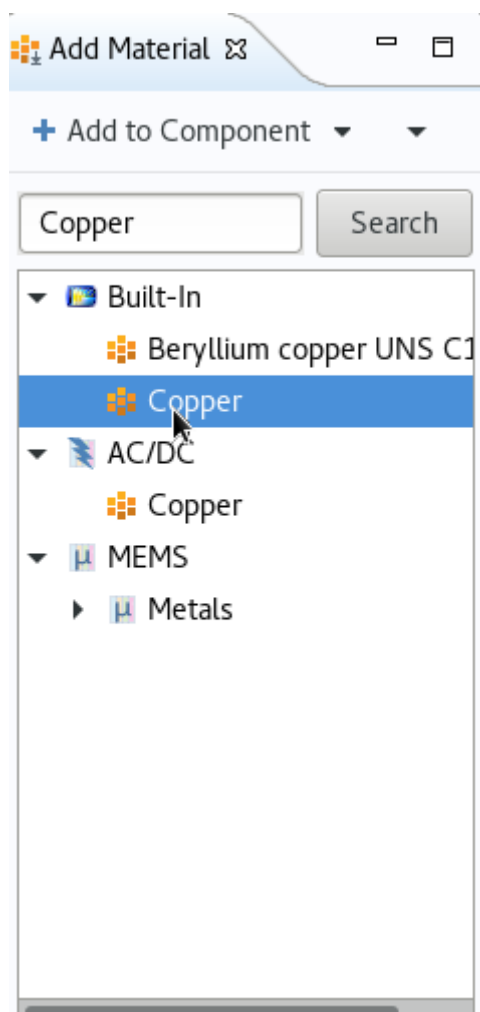 Add Material
+ Add to Component
Copper Search
Built-In
Beryllium copper UNS C1
Copper
AC/DC
Copper
μ MEMS
μ Metals